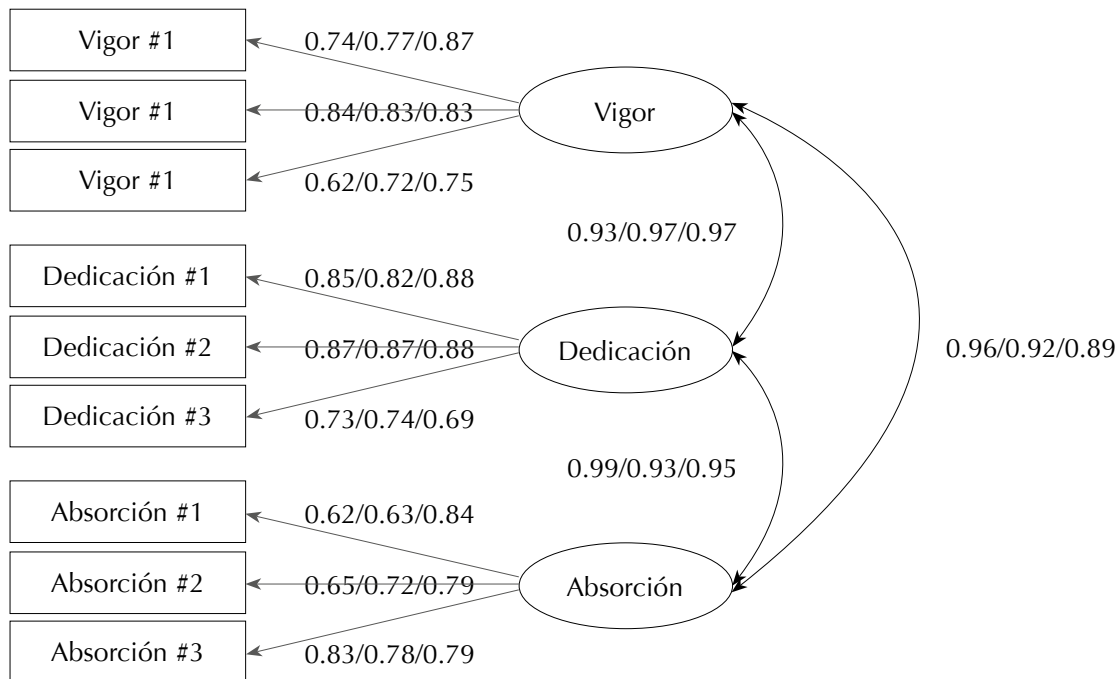 Vigor #1
0.74/0.77/0.87
Vigor #1
0.84/0.83/0.83
Vigor
Vigor #1
0.62/0.72/0.75
0.93/0.97/0.97
Dedicación #1
0.85/0.82/0.88
Dedicación #2
0.87/0.87/0.88
Dedicación
0.96/0.92/0.89
Dedicación #3
0.73/0.74/0.69
0.99/0.93/0.95
Absorción #1
0.62/0.63/0.84
Absorción #2
0.65/0.72/0.79
Absorción
Absorción #3
0.83/0.78/0.79